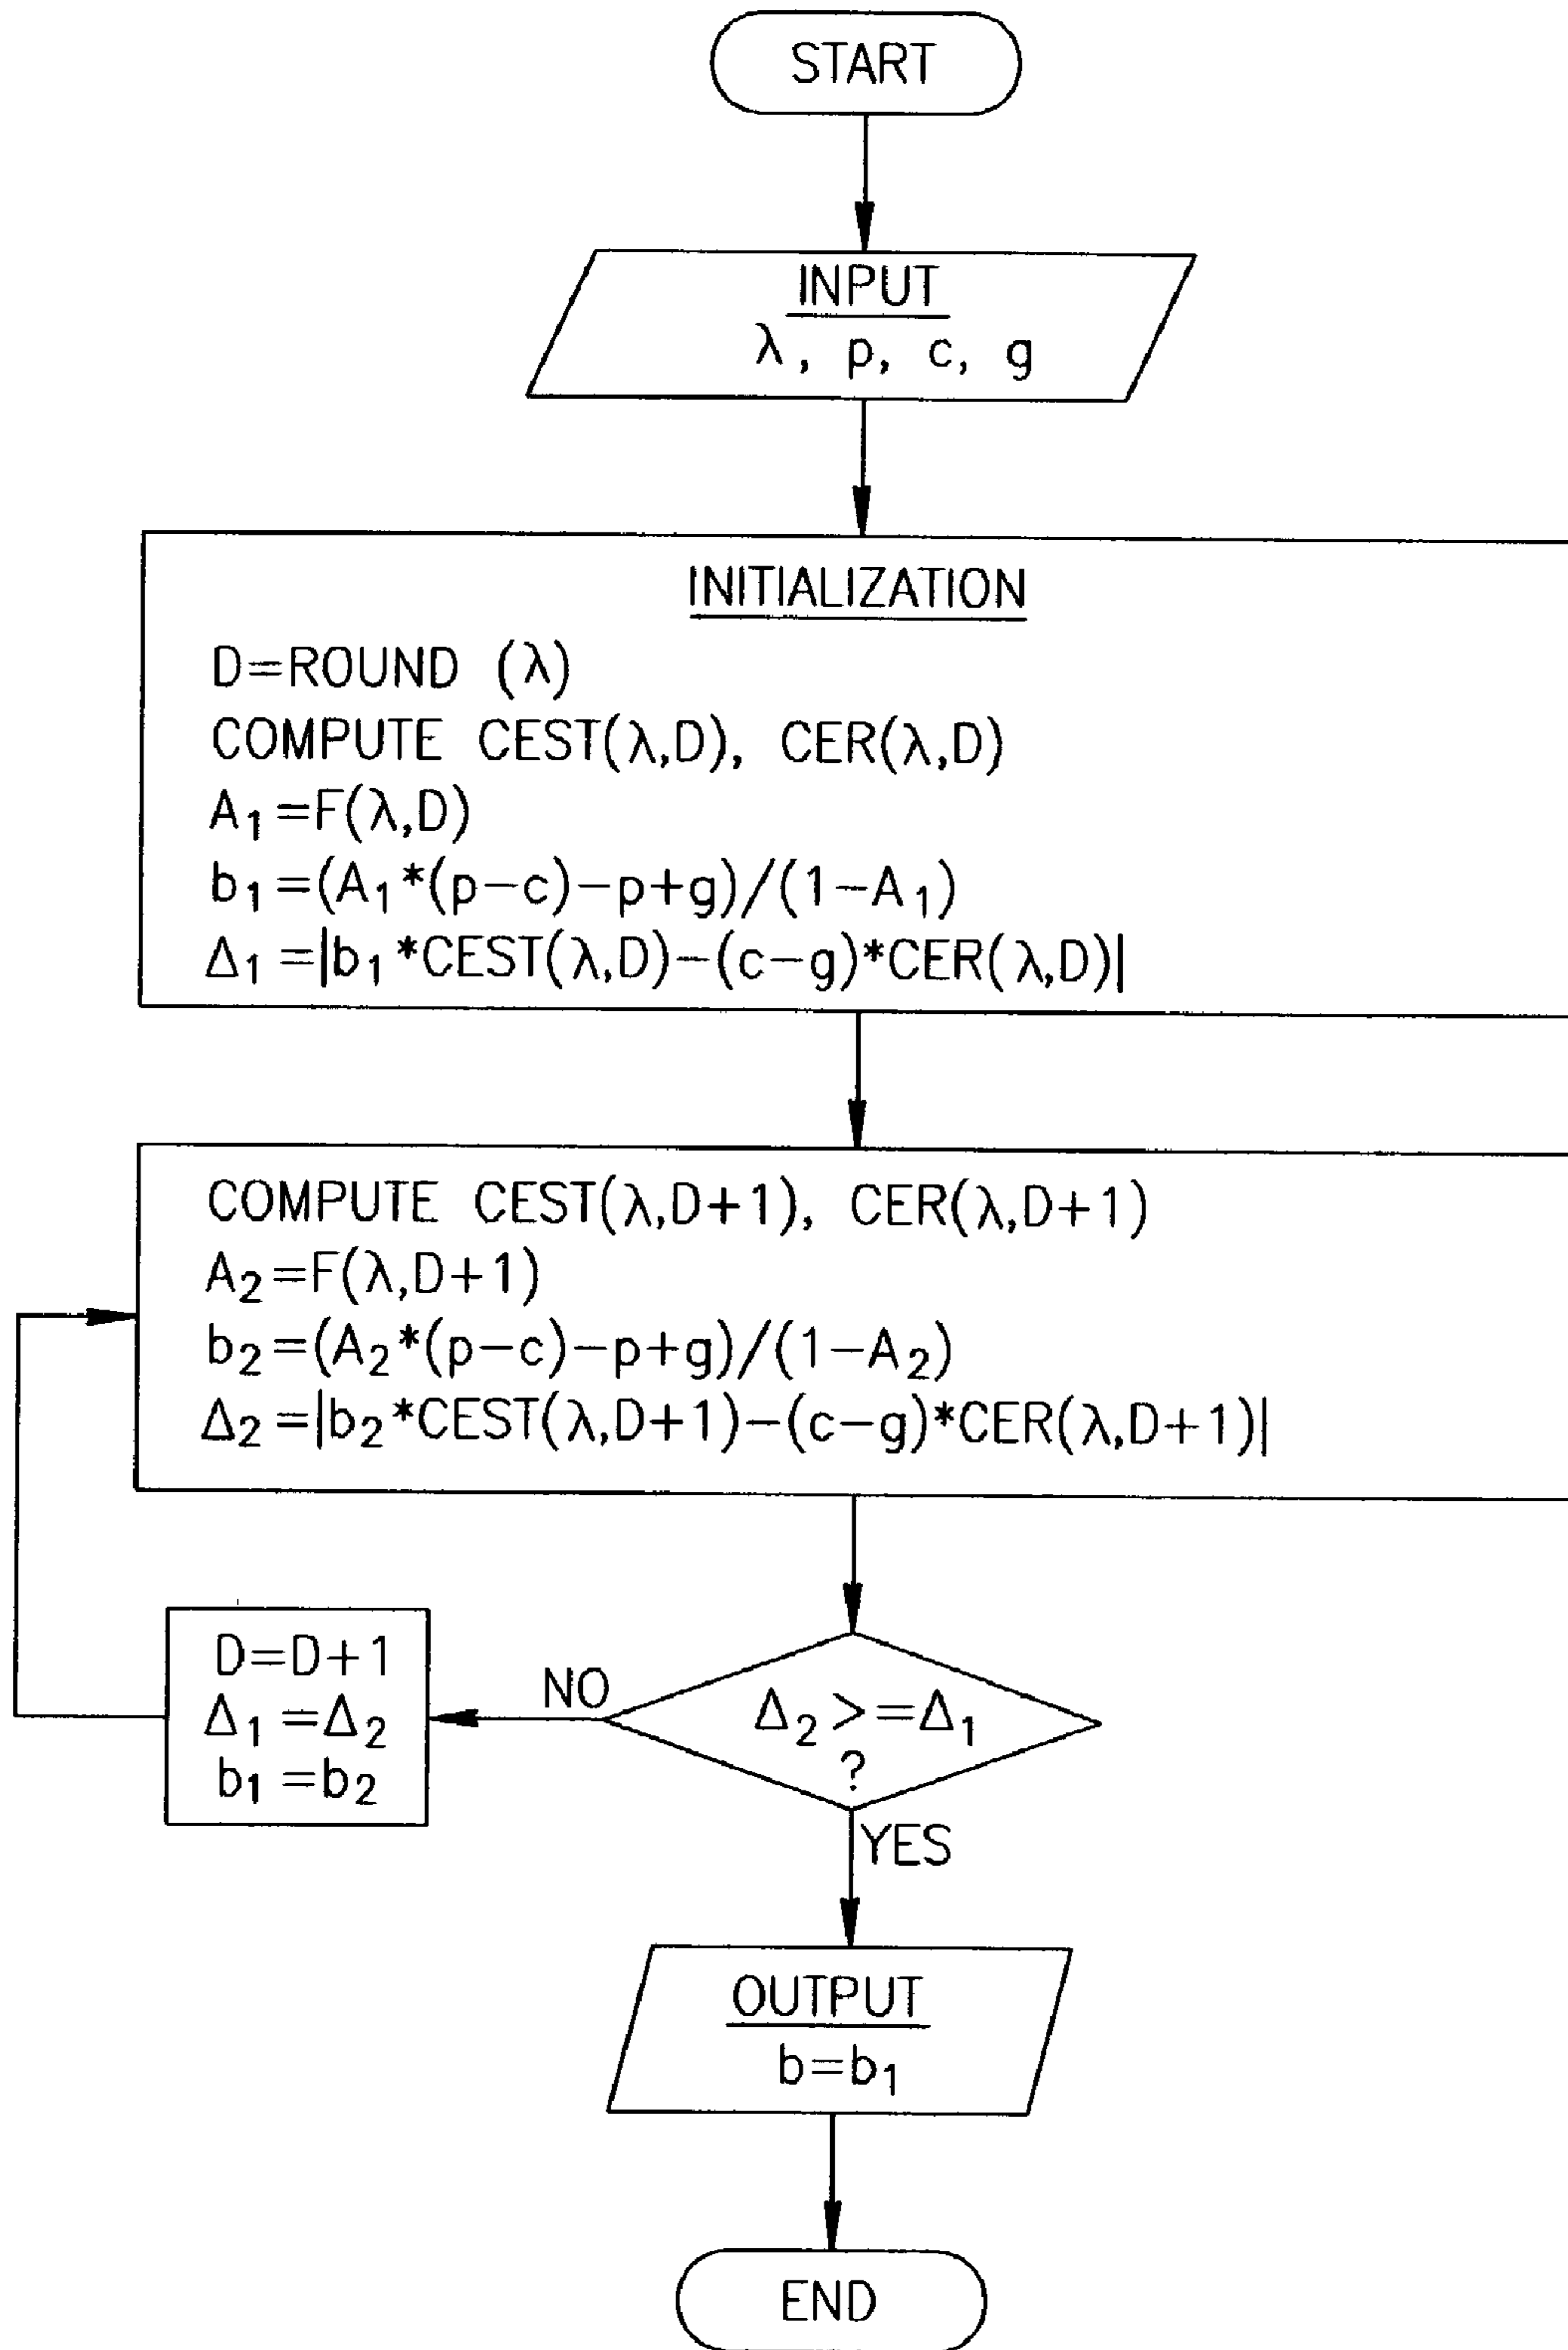 START
INPUT
λ, p, c, g
INITIALIZATION
D=ROUND (λ)
COMPUTE CEST(λ,D), CER(λ,D)
A₁=F(λ,D)
b₁=(A₁*(p-c)-p+g)/(1-A₁)
Δ₁=|b₁*CEST(λ,D)-(c-g)*CER(λ,D)|
COMPUTE CEST(λ,D+1), CER(λ,D+1)
A₂=F(λ,D+1)
b₂=(A₂*(p-c)-p+g)/(1-A₂)
Δ₂=|b₂*CEST(λ,D+1)-(c-g)*CER(λ,D+1)|
D=D+1
Δ₁=Δ₂
b₁=b₂
NO
Δ₂>=Δ₁
?
YES
OUTPUT
b=b₁
END